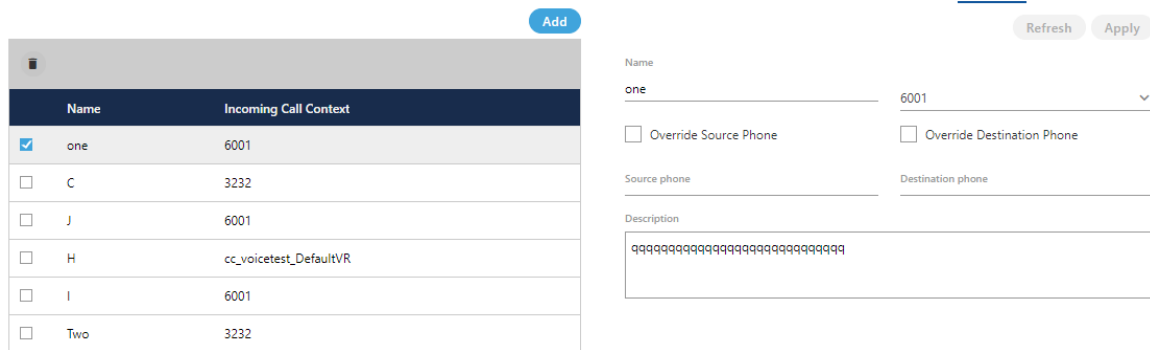 Add
Name Incoming Call Context
one 6001
C 3232
J 6001
H cc_voicetest_DefaultVR
I 6001
Two 3232
Refresh Apply
Name
one 6001
Override Source Phone Override Destination Phone
Source phone Destination phone
Description
qqqqqqqqqqqqqqqqqqqqqqqqqqqqq